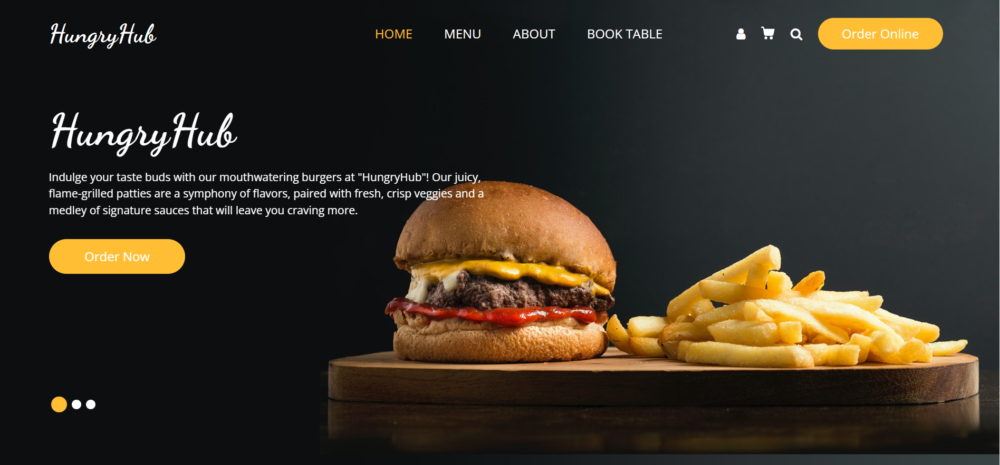 HungryHub
HOME
MENU
ABOUT
BOOK TABLE
Order Online
HungryHub
Indulge your taste buds with our mouthwatering burgers at "HungryHub"! Our juicy,
flame-grilled patties are a symphony of flavors, paired with fresh, crisp veggies and a
medley of signature sauces that will leave you craving more.
Order Now